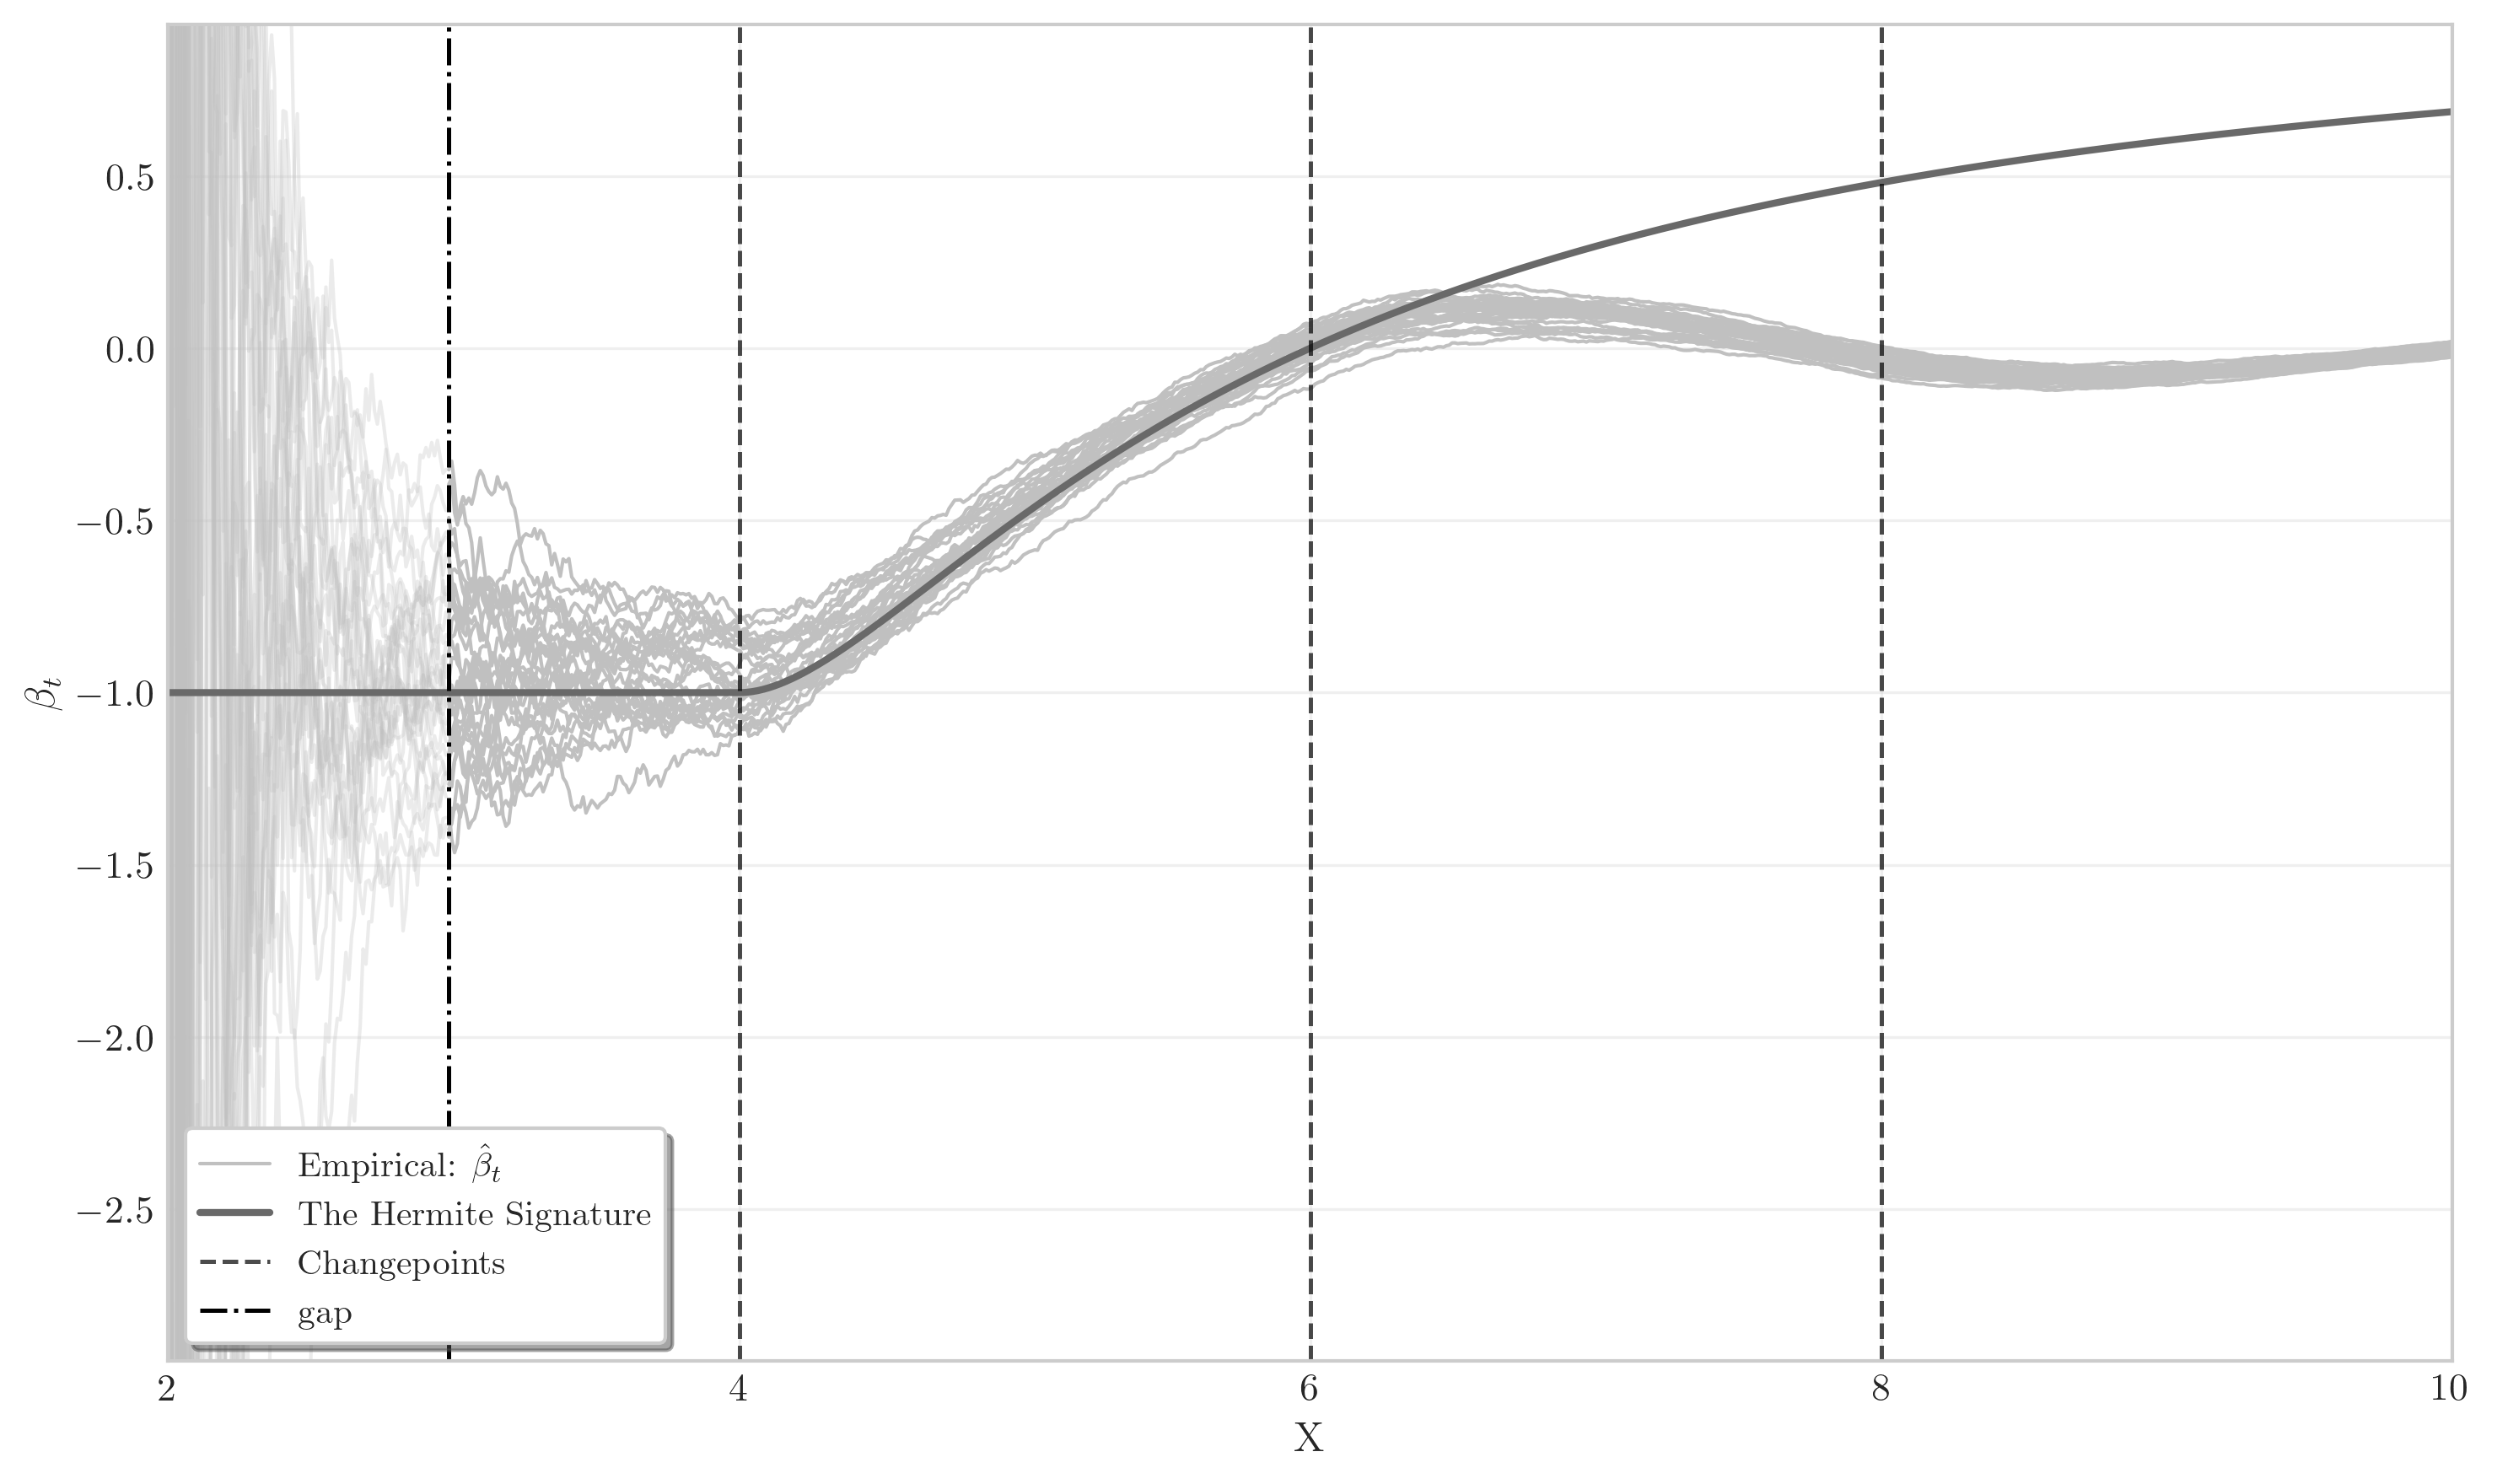 0.5
0.0
−0.5
−1.0
−1.5
−2.0
−2.5
β_t
Empirical: β̂_t
The Hermite Signature
Changepoints
gap
2 4 6 8 10
X